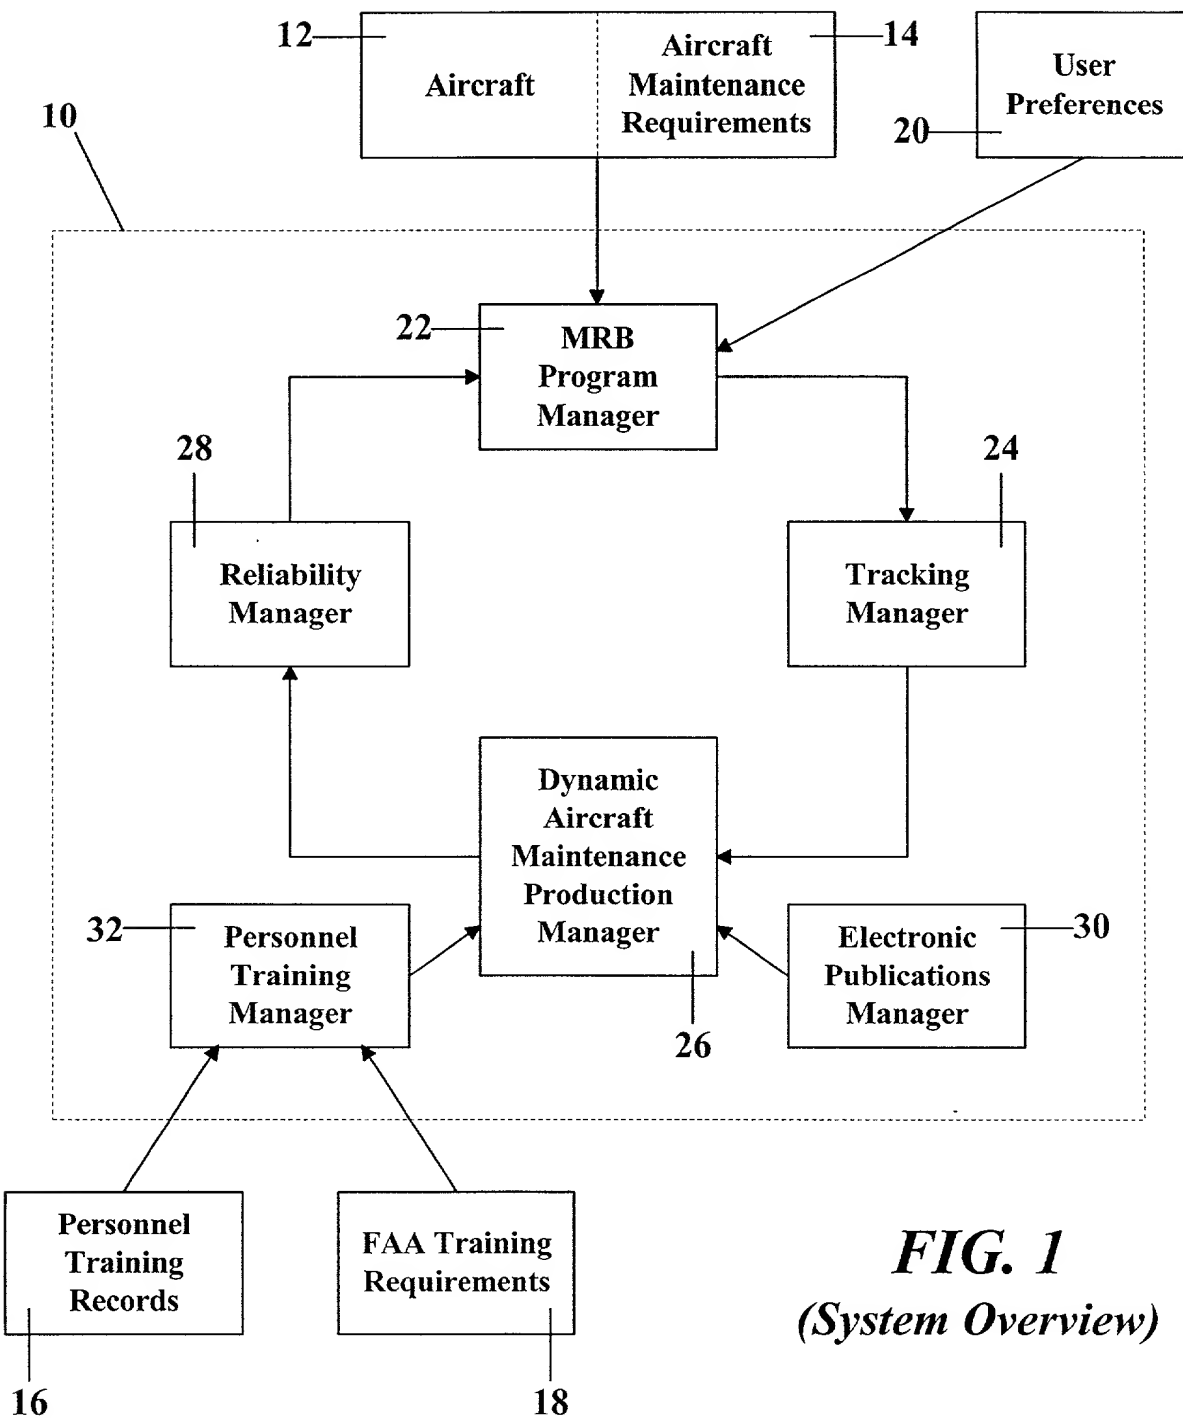 12
Aircraft
Aircraft
Maintenance
Requirements
14
User
Preferences
20
10
22
MRB
Program
Manager
28
24
Reliability
Manager
Tracking
Manager
Dynamic
Aircraft
Maintenance
Production
Manager
32
Personnel
Training
Manager
Electronic
Publications
Manager
30
26
Personnel
Training
Records
FAA Training
Requirements
16
18
FIG. 1
(System Overview)